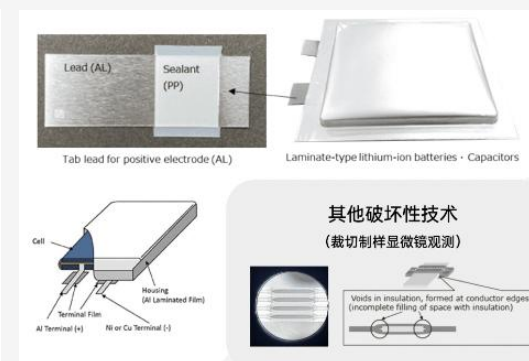 Lead (AL)
Sealant
(PP)
Tab lead for positive electrode (AL)
Laminate-type lithium-ion batteries・Capacitors
Cell
Housing
(Al Laminated Film)
Terminal Film
Al Terminal (+)
Ni or Cu Terminal (-)
其他破坏性技术
(裁切制样显微镜观测)
Voids in insulation, formed at conductor edges
(incomplete filling of space with insulation)